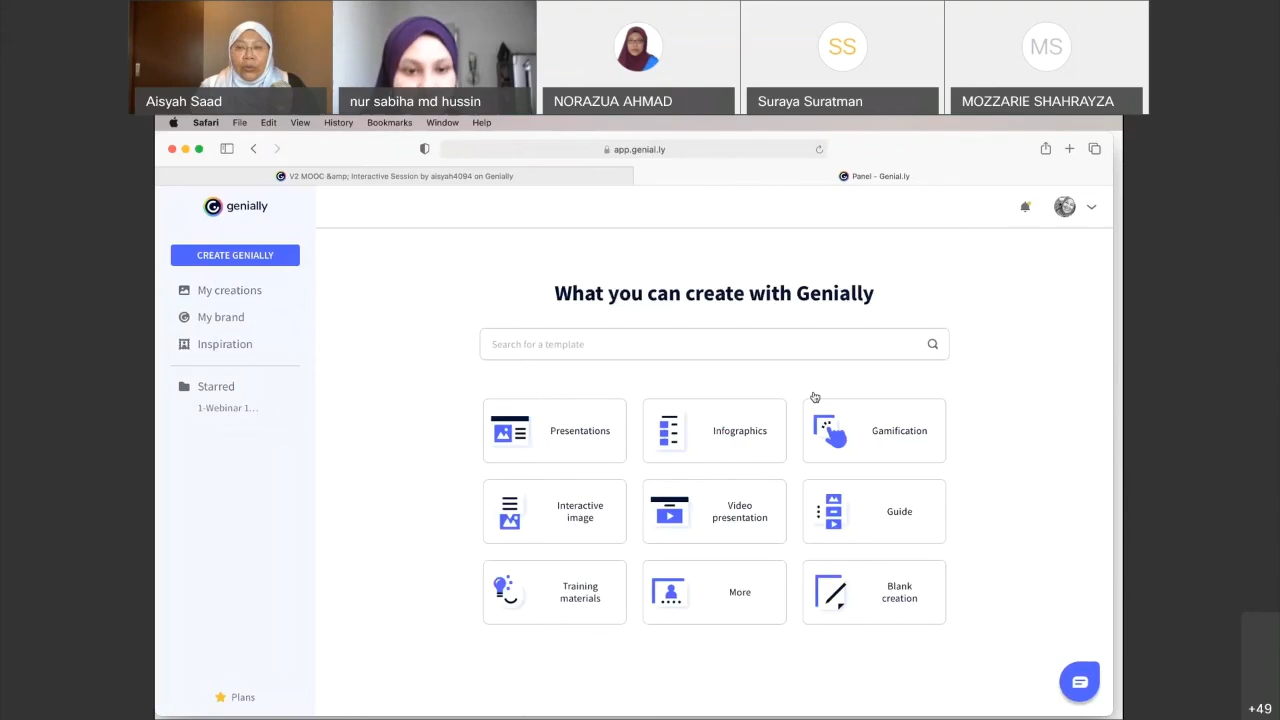 SS
MS
Aisyah Saad
nur sabiha md hussin
NORAZUA AHMAD
Suraya Suratman
MOZZARIE SHAHRAYZA
Safari File Edit View History Bookmarks Window Help
app.genial.ly
V2 MOOC &amp; Interactive Session by aisyah4094 on Genially
Panel - Genial.ly
genially
CREATE GENIALLY
My creations
My brand
Inspiration
Starred
1-Webinar 1...
Plans
What you can create with Genially
Search for a template
Presentations
Infographics
Gamification
Interactive
image
Video
presentation
Guide
Training
materials
More
Blank
creation
+49